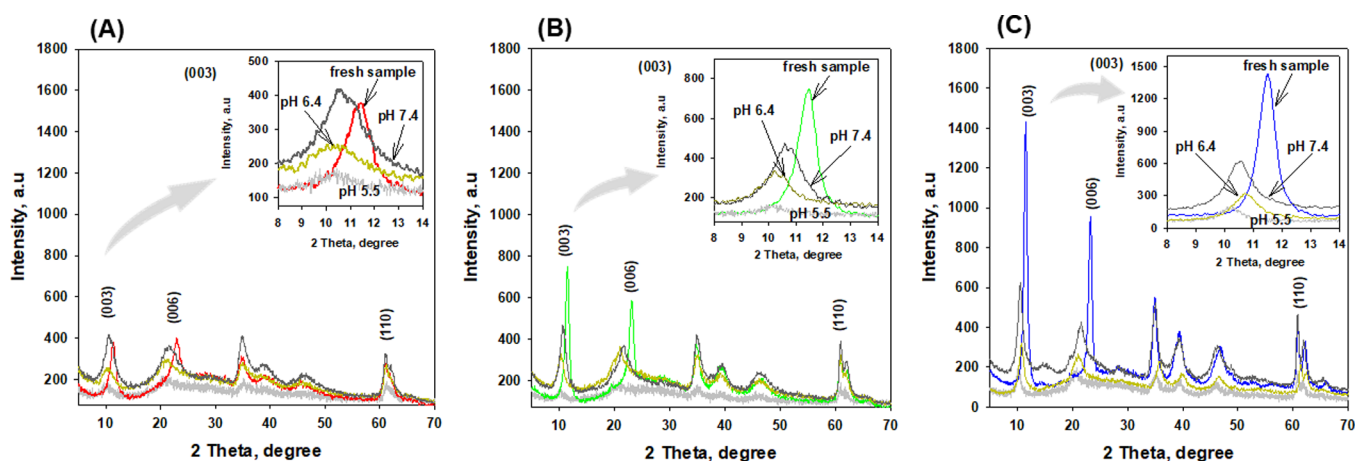 (A)
1800
1600
1400
1200
1000
800
600
400
200
10 20 30 40 50 60 70
Intensity, a.u
2 Theta, degree
(003)
(006)
(110)
(003)
500
400
300
200
100
8 9 10 11 12 13 14
Intensity, a.u
2 Theta, degree
fresh sample
pH 6.4
pH 7.4
pH 5.5
(B)
1800
1600
1400
1200
1000
800
600
400
200
10 20 30 40 50 60 70
Intensity, a.u
2 Theta, degree
(003)
(006)
(110)
(003)
800
600
400
200
8 9 10 11 12 13 14
Intensity, a.u
2 Theta, degree
fresh sample
pH 6.4
pH 7.4
pH 5.5
(C)
1800
1600
1400
1200
1000
800
600
400
200
0
10 20 30 40 50 60 70
Intensity, a.u
2 Theta, degree
(003)
(006)
(110)
(003)
1500
1200
900
600
300
0
8 9 10 11 12 13 14
Intensity, a.u
2 Theta, degree
fresh sample
pH 6.4
pH 7.4
pH 5.5